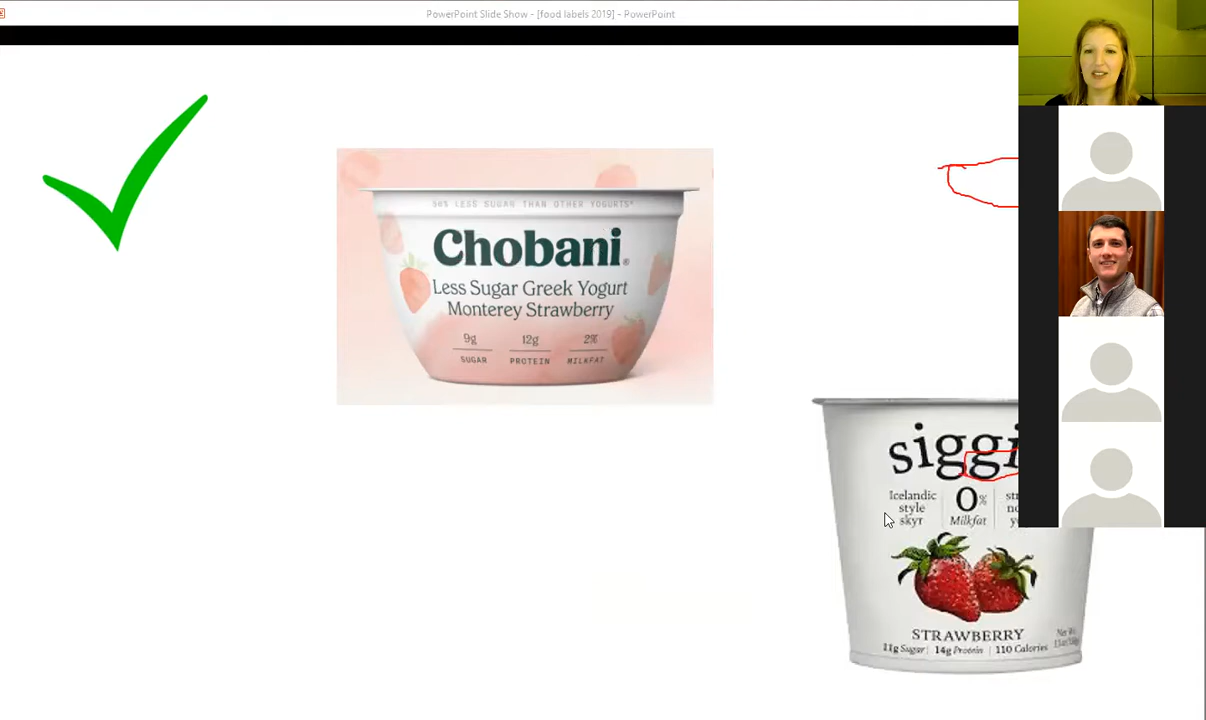 PowerPoint Slide Show - [food labels 2019] - PowerPoint
50% LESS SUGAR THAN OTHER YOGURTS*
Chobani®
Less Sugar Greek Yogurt
Monterey Strawberry
9g 12g 2%
SUGAR PROTEIN MILKFAT
siggi
Icelandic
style
skyr
0%
Milkfat
STRAWBERRY
11g Sugar | 14g Protein | 110 Calories
Net Wt.